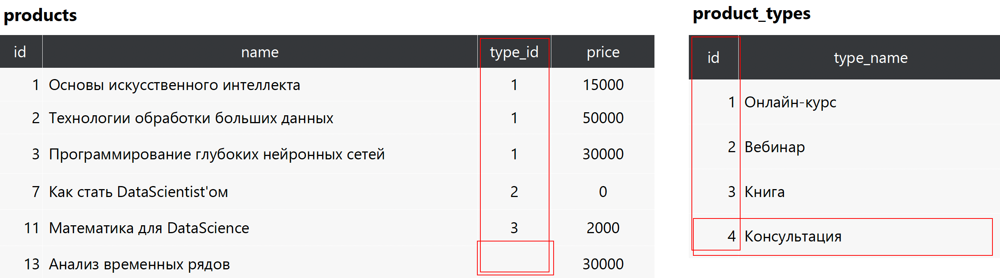 products
id name type_id price
1 Основы искусственного интеллекта 1 15000
2 Технологии обработки больших данных 1 50000
3 Программирование глубоких нейронных сетей 1 30000
7 Как стать DataScientist'ом 2 0
11 Математика для DataScience 3 2000
13 Анализ временных рядов 30000
product_types
id type_name
1 Онлайн-курс
2 Вебинар
3 Книга
4 Консультация